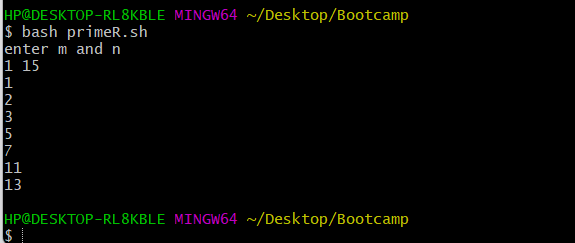 HP@DESKTOP-RL8KBLE MINGW64 ~/Desktop/Bootcamp
$ bash primeR.sh
enter m and n
1 15
1
2
3
5
7
11
13
HP@DESKTOP-RL8KBLE MINGW64 ~/Desktop/Bootcamp
$